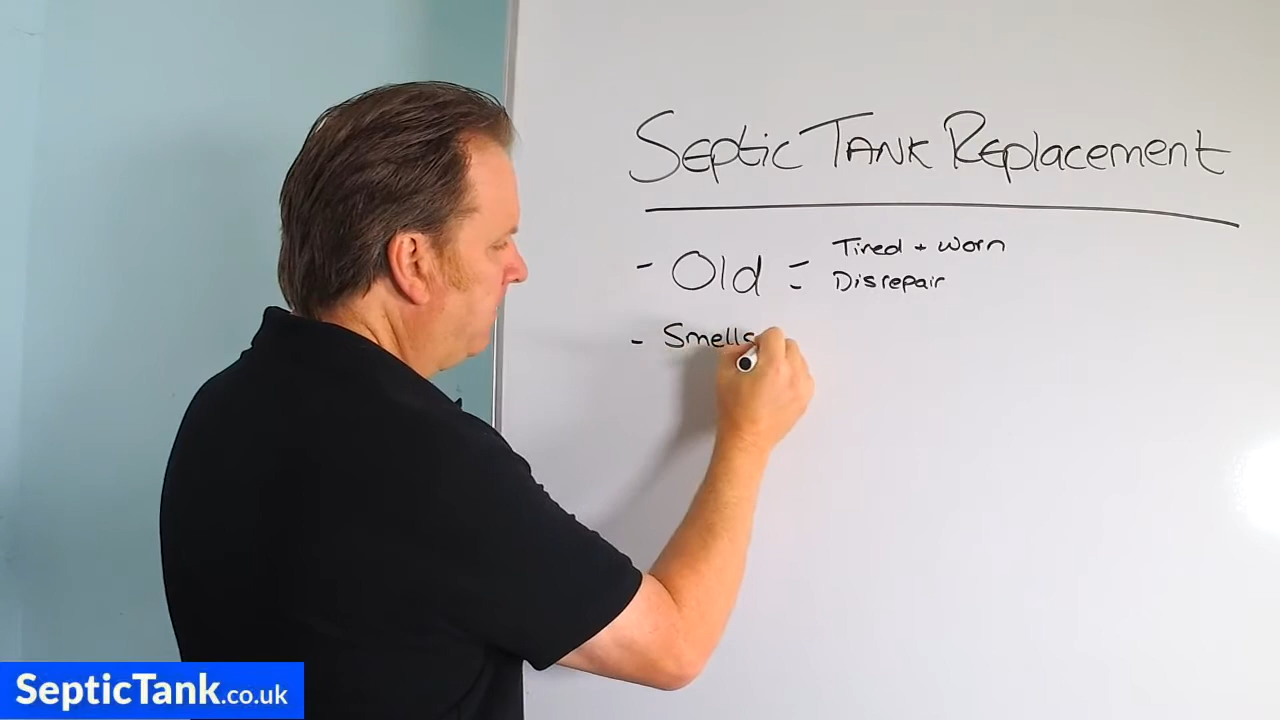 Septic Tank Replacement
- Old = Tired + Worn
Disrepair
- Smells
SepticTank.co.uk